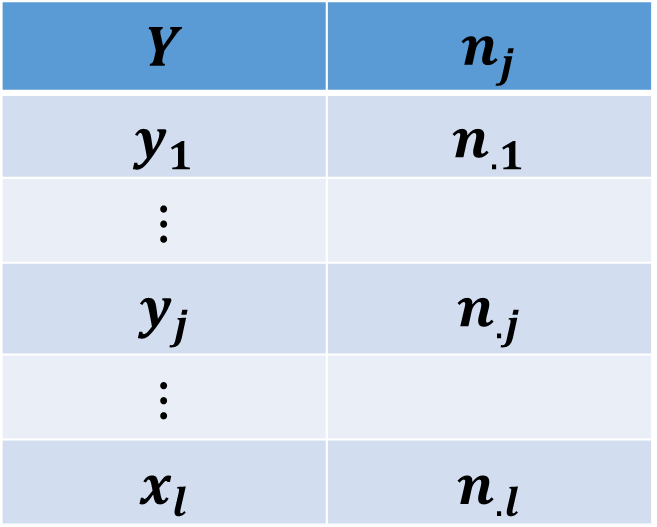 Y n_j
y_1 n_{.1}
⋮
y_j n_{.j}
⋮
x_l n_{.l}